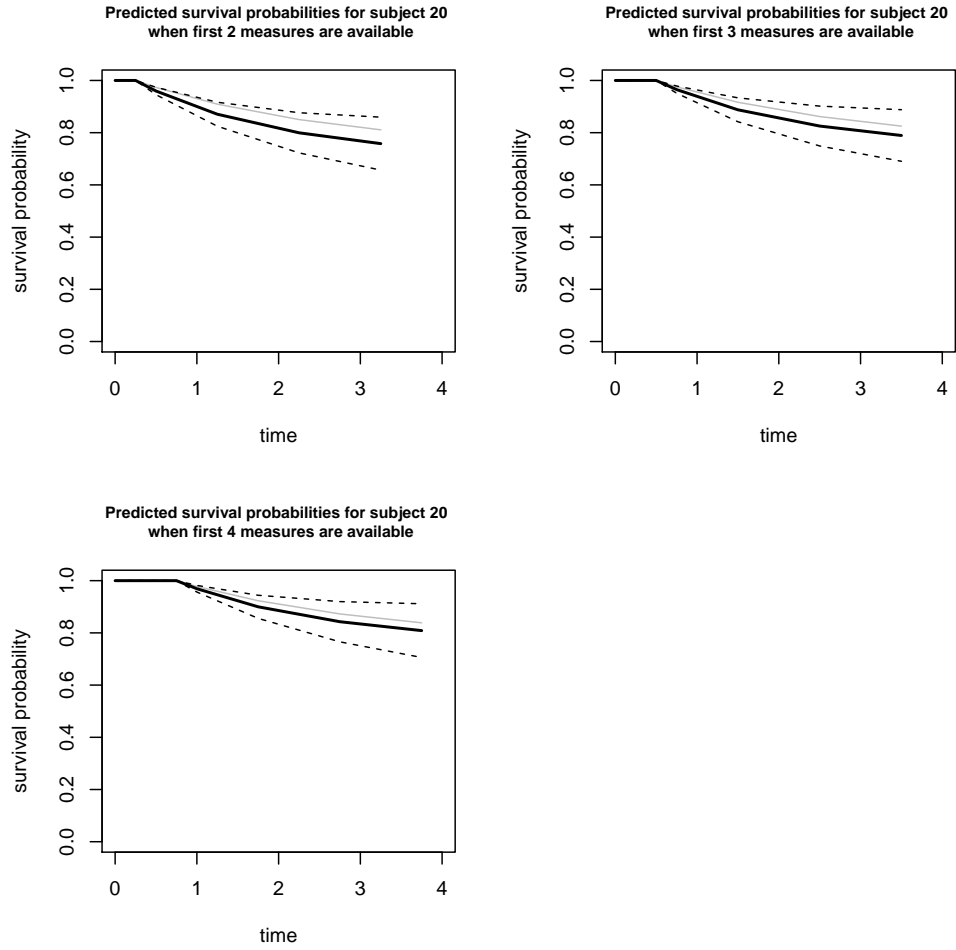 Predicted survival probabilities for subject 20
when first 2 measures are available
1.0
0.8
0.6
0.4
0.2
0.0
survival probability
0 1 2 3 4
time
Predicted survival probabilities for subject 20
when first 3 measures are available
1.0
0.8
0.6
0.4
0.2
0.0
survival probability
0 1 2 3 4
time
Predicted survival probabilities for subject 20
when first 4 measures are available
1.0
0.8
0.6
0.4
0.2
0.0
survival probability
0 1 2 3 4
time